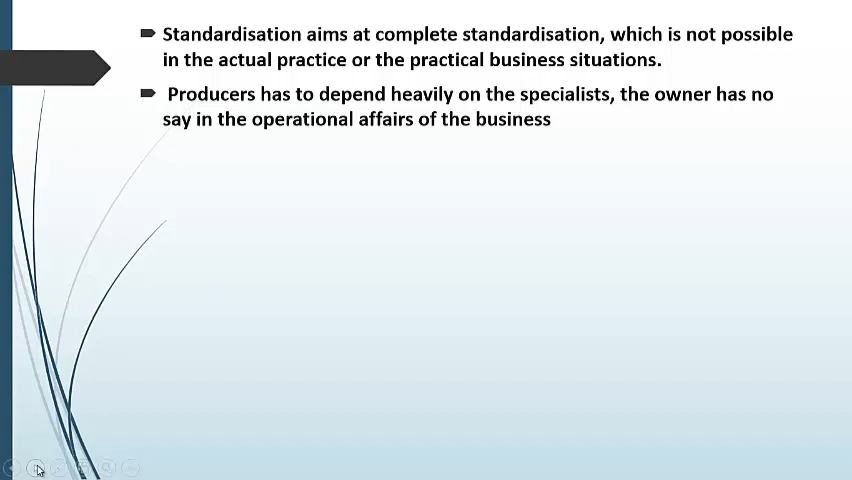 Standardisation aims at complete standardisation, which is not possible
in the actual practice or the practical business situations.
Producers has to depend heavily on the specialists, the owner has no
say in the operational affairs of the business